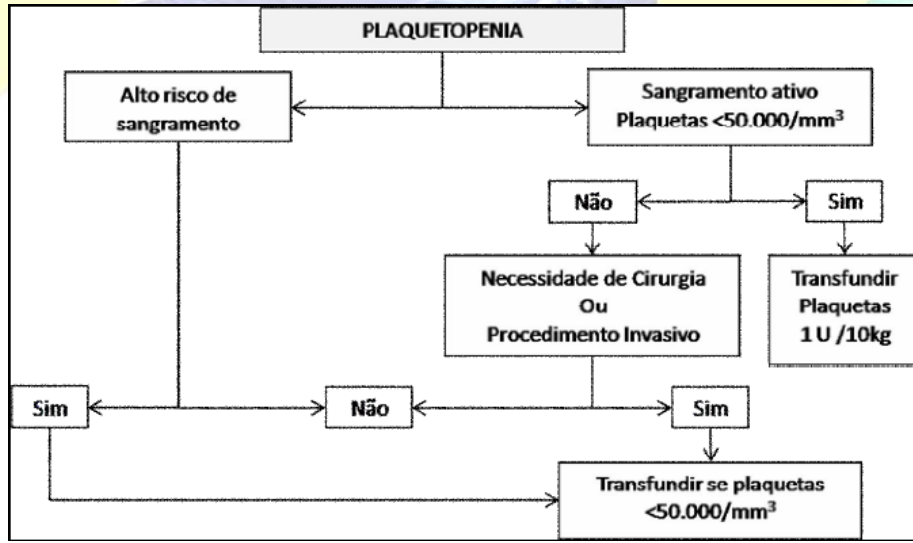 PLAQUETOPENIA
Alto risco de
sangramento
Sangramento ativo
Plaquetas <50.000/mm³
Não
Sim
Necessidade de Cirurgia
Ou
Procedimento Invasivo
Transfundir
Plaquetas
1 U /10kg
Sim
Não
Sim
Transfundir se plaquetas
<50.000/mm³